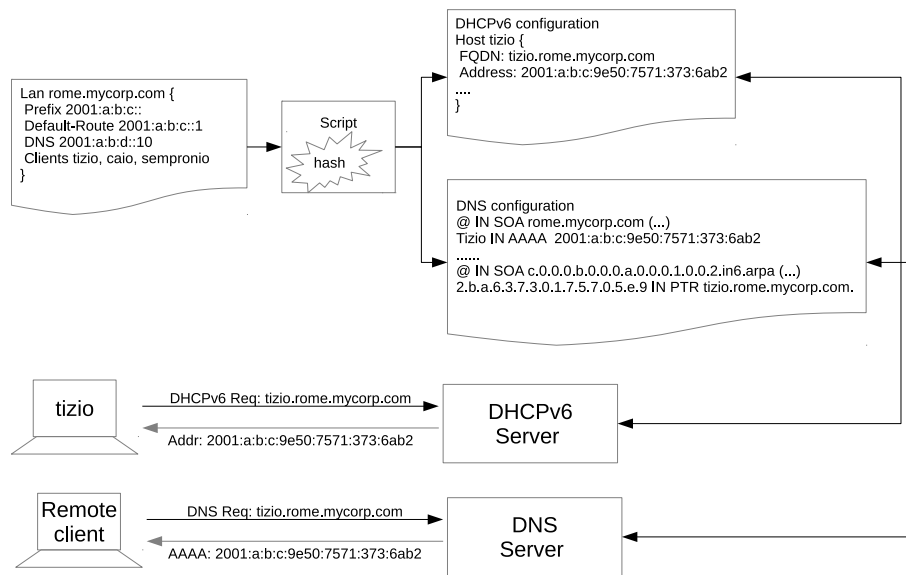 Lan rome.mycorp.com {
Prefix 2001:a:b:c::
Default-Route 2001:a:b:c::1
DNS 2001:a:b:d::10
Clients tizio, caio, sempronio
}
Script
hash
DHCPv6 configuration
Host tizio {
FQDN: tizio.rome.mycorp.com
Address: 2001:a:b:c:9e50:7571:373:6ab2
....
}
DNS configuration
@ IN SOA rome.mycorp.com (...)
Tizio IN AAAA 2001:a:b:c:9e50:7571:373:6ab2
......
@ IN SOA c.0.0.0.b.0.0.0.a.0.0.0.1.0.0.2.in6.arpa (...)
2.b.a.6.3.7.3.0.1.7.5.7.0.5.e.9 IN PTR tizio.rome.mycorp.com.
tizio
DHCPv6 Req: tizio.rome.mycorp.com
Addr: 2001:a:b:c:9e50:7571:373:6ab2
DHCPv6
Server
Remote
client
DNS Req: tizio.rome.mycorp.com
AAAA: 2001:a:b:c:9e50:7571:373:6ab2
DNS
Server